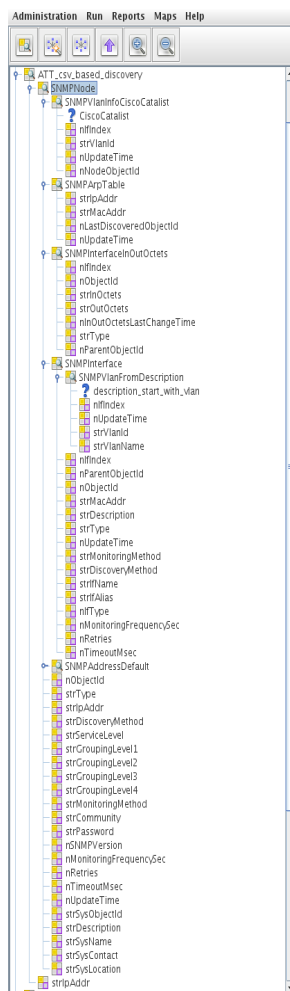 Administration Run Reports Maps Help
ATT_csv_based_discovery
SNMPNode
SNMPVlanInfoCiscoCatalist
CiscoCatalist
nIfIndex
strVlanId
nUpdateTime
nNodeObjectId
SNMPArpTable
strIpAddr
strMacAddr
nLastDiscoveredObjectId
nUpdateTime
SNMPInterfaceInOutOctets
nIfIndex
nObjectId
strInOctets
strOutOctets
nInOutOctetsLastChangeTime
strType
nParentObjectId
SNMPInterface
SNMPVlanFromDescription
description_start_with_vlan
nIfIndex
nUpdateTime
strVlanId
strVlanName
nIfIndex
nParentObjectId
nObjectId
strMacAddr
strDescription
strType
nUpdateTime
strMonitoringMethod
strDiscoveryMethod
strIfName
strIfAlias
nIfType
nMonitoringFrequencySec
nRetries
nTimeoutMsec
SNMPAddressDefault
nObjectId
strType
strIpAddr
strDiscoveryMethod
strServiceLevel
strGroupingLevel1
strGroupingLevel2
strGroupingLevel3
strGroupingLevel4
strMonitoringMethod
strCommunity
strPassword
nSNMPVersion
nMonitoringFrequencySec
nRetries
nTimeoutMsec
nUpdateTime
strSysObjectId
strDescription
strSysName
strSysContact
strSysLocation
strIpAddr